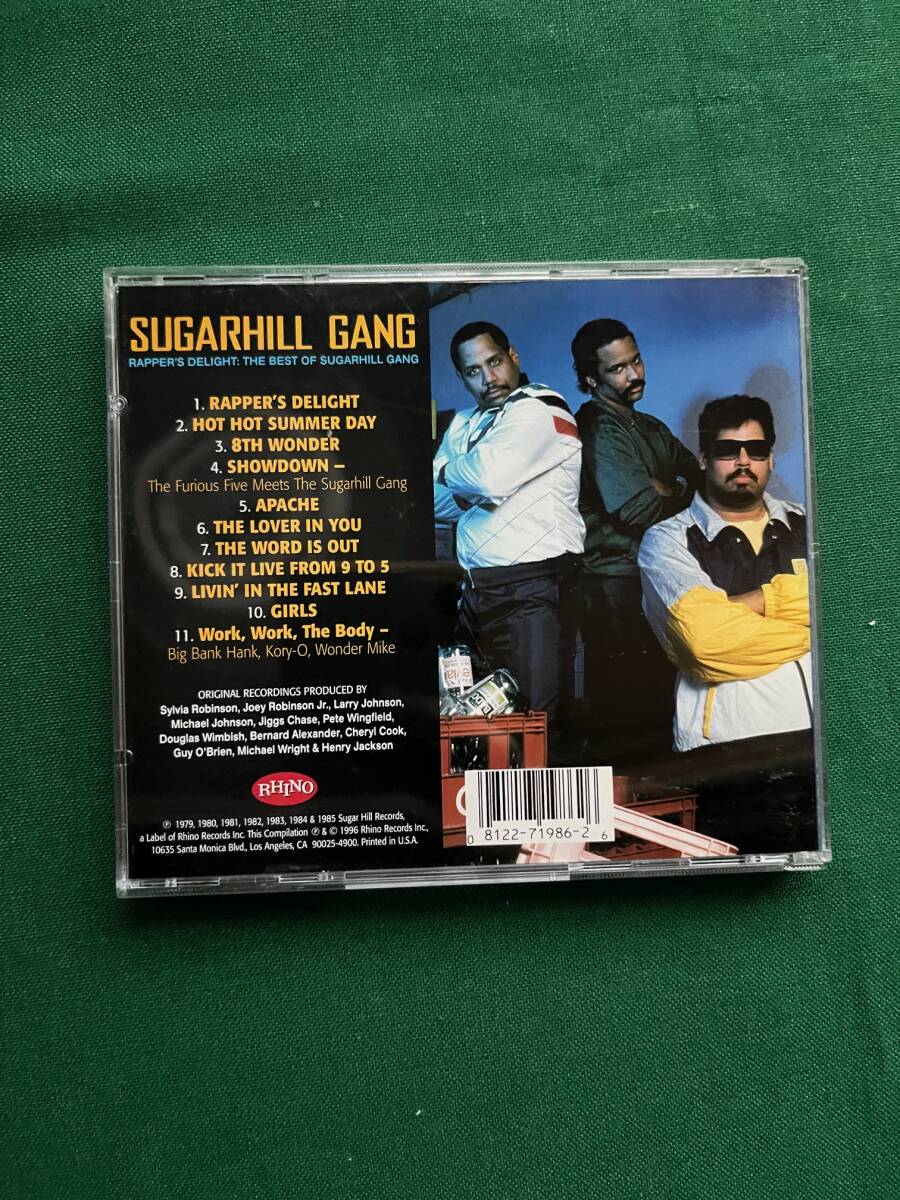 SUGARHILL GANG
RAPPER'S DELIGHT: THE BEST OF SUGARHILL GANG
1. RAPPER'S DELIGHT
2. HOT HOT SUMMER DAY
3. 8TH WONDER
4. SHOWDOWN –
The Furious Five Meets The Sugarhill Gang
5. APACHE
6. THE LOVER IN YOU
7. THE WORD IS OUT
8. KICK IT LIVE FROM 9 TO 5
9. LIVIN' IN THE FAST LANE
10. GIRLS
11. Work, Work, The Body –
Big Bank Hank, Kory-O, Wonder Mike
ORIGINAL RECORDINGS PRODUCED BY
Sylvia Robinson, Joey Robinson Jr., Larry Johnson,
Michael Johnson, Jiggs Chase, Pete Wingfield,
Douglas Wimbish, Bernard Alexander, Cheryl Cook,
Guy O'Brien, Michael Wright & Henry Jackson
RHINO
℗ 1979, 1980, 1981, 1982, 1983, 1984 & 1985 Sugar Hill Records,
a Label of Rhino Records Inc. This Compilation ℗ & © 1996 Rhino Records Inc.,
10635 Santa Monica Blvd., Los Angeles, CA 90025-4900. Printed in U.S.A.
0 8122-71986-2 6